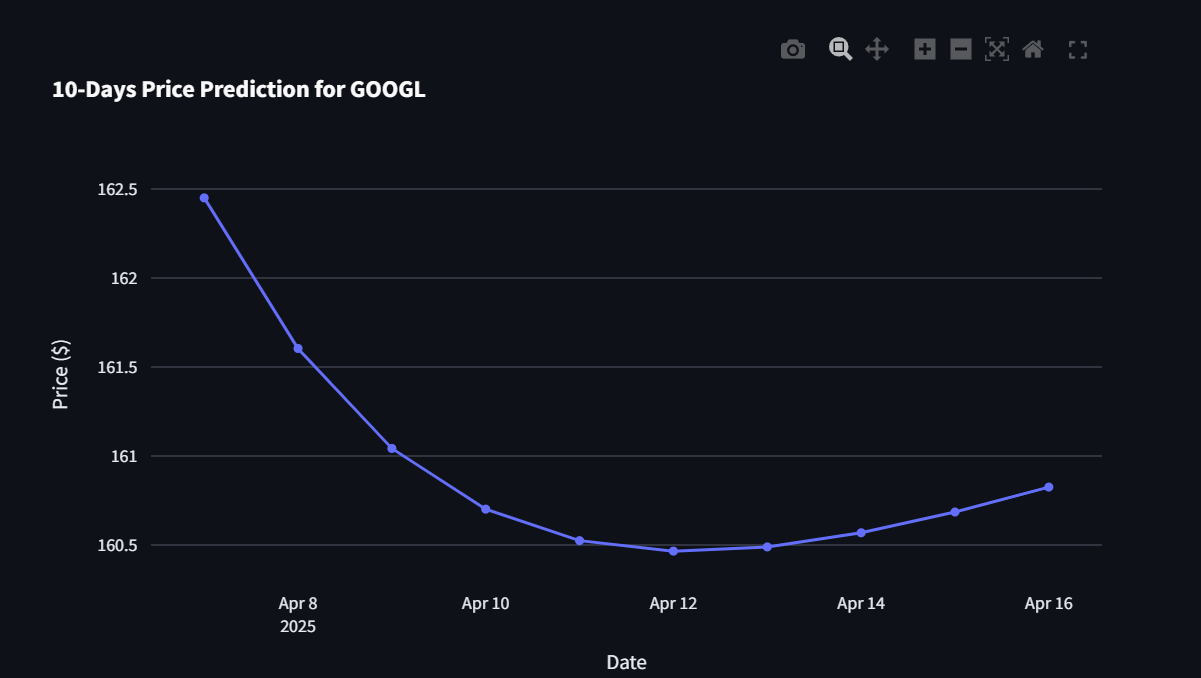 10-Days Price Prediction for GOOGL
162.5
162
161.5
161
160.5
Price ($)
Apr 8
2025
Apr 10
Apr 12
Apr 14
Apr 16
Date